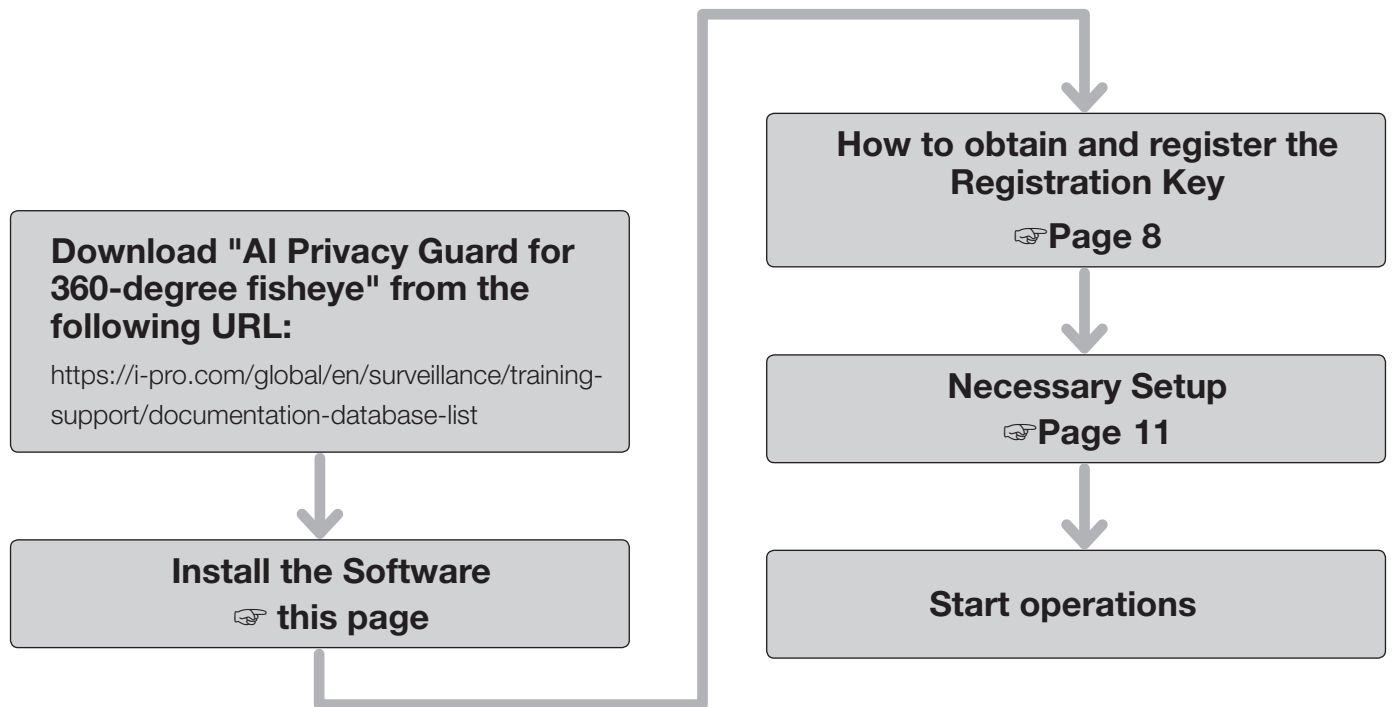 Download "AI Privacy Guard for
360-degree fisheye" from the
following URL:
https://i-pro.com/global/en/surveillance/training-
support/documentation-database-list
Install the Software
☞ this page
How to obtain and register the
Registration Key
☞Page 8
Necessary Setup
☞Page 11
Start operations